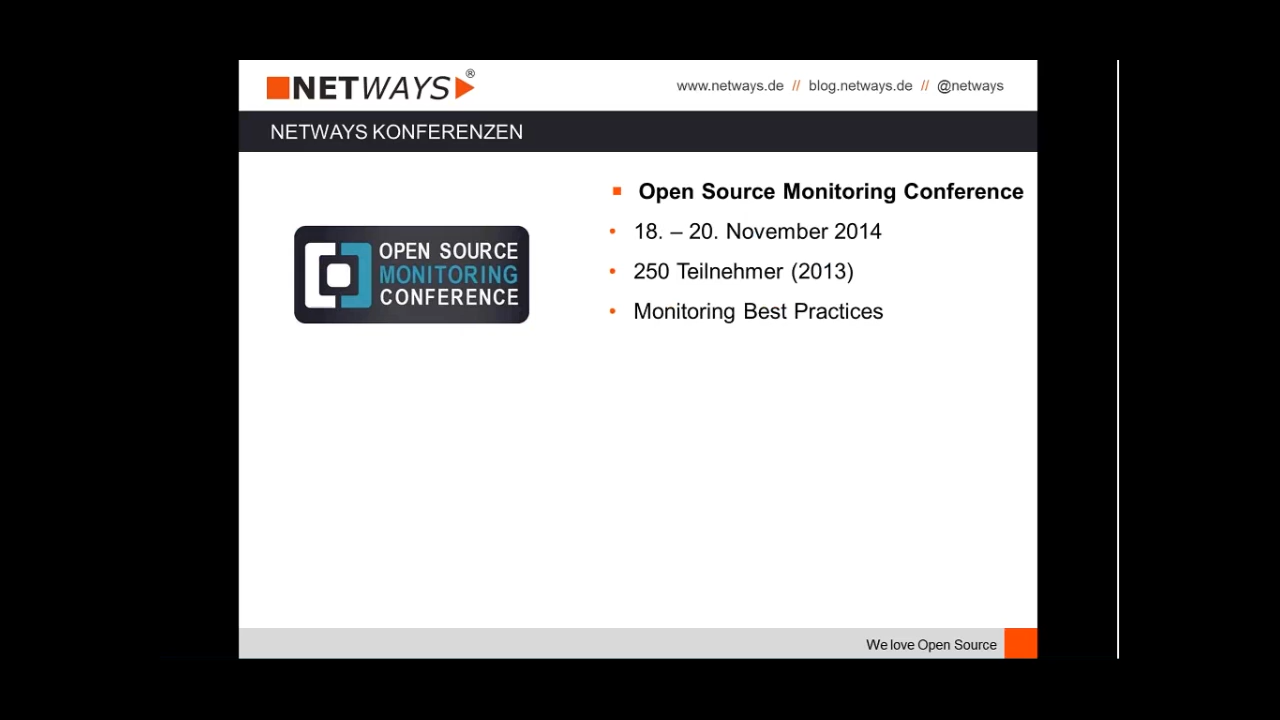 NETWAYS®
www.netways.de // blog.netways.de // @netways
NETWAYS KONFERENZEN
OPEN SOURCE
MONITORING
CONFERENCE
Open Source Monitoring Conference
18. – 20. November 2014
250 Teilnehmer (2013)
Monitoring Best Practices
We love Open Source